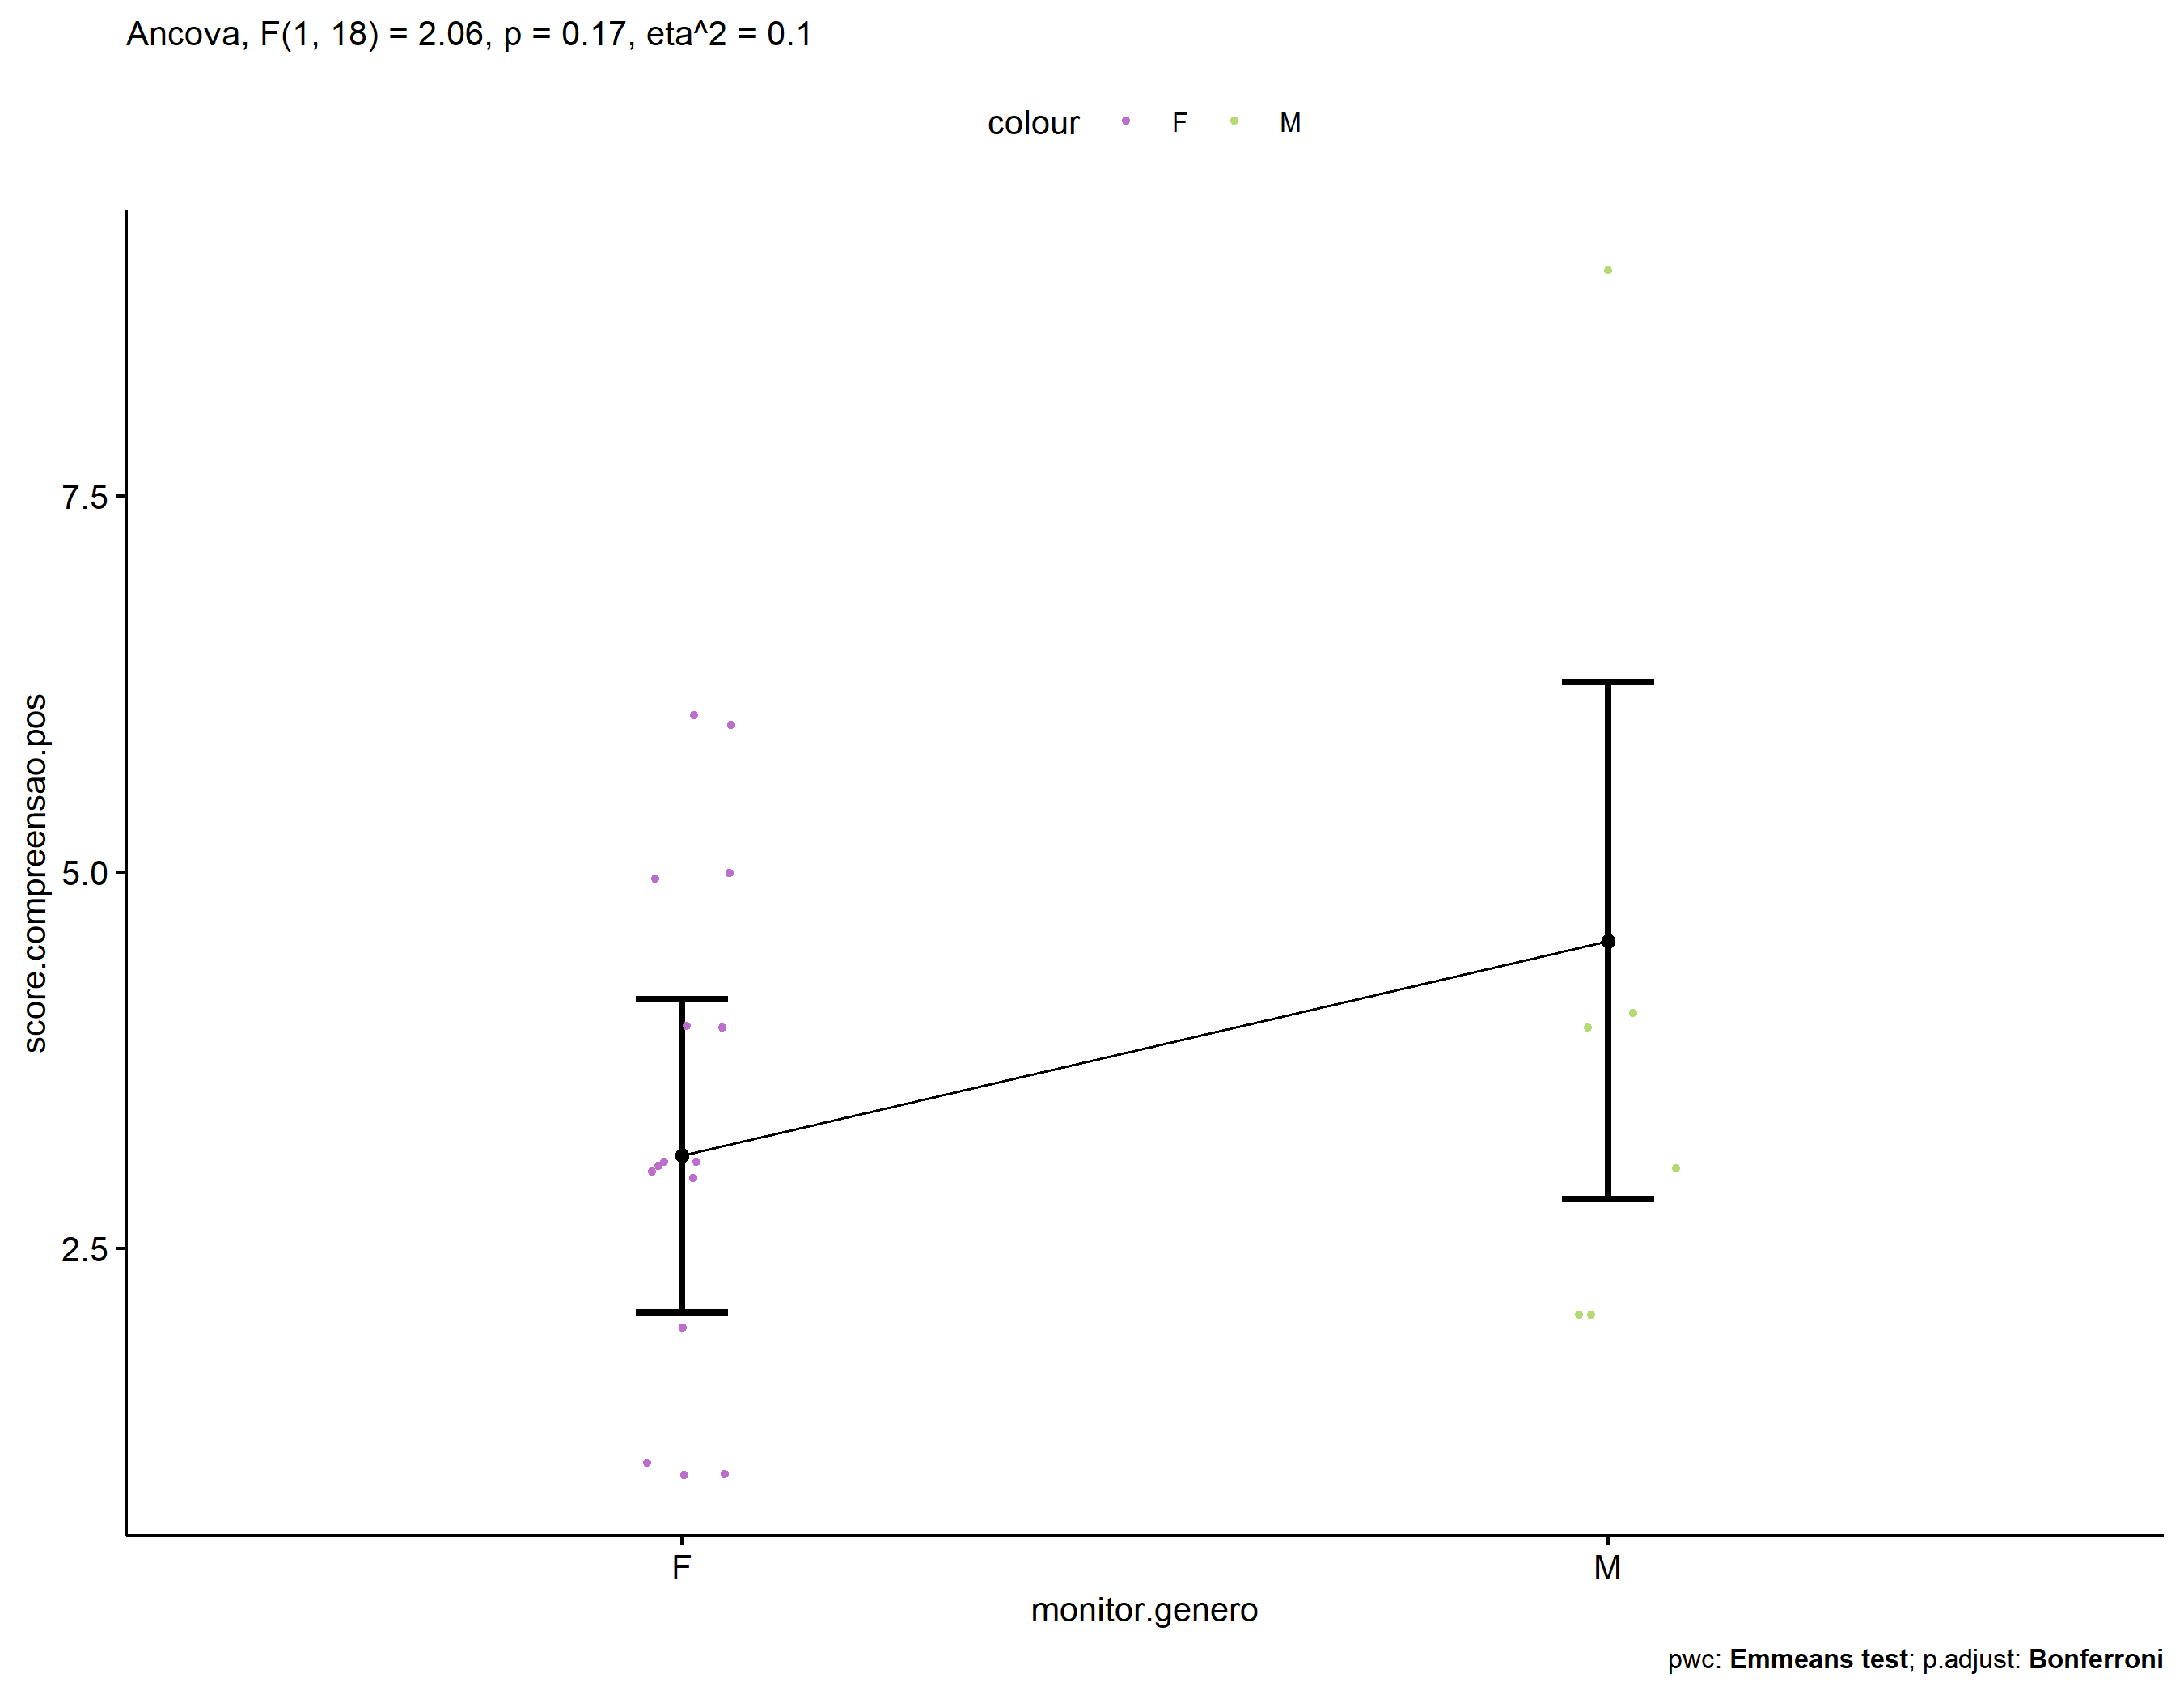 Ancova, F(1, 18) = 2.06, p = 0.17, eta^2 = 0.1
colour F M
score.compreensao.pos
7.5
5.0
2.5
F M
monitor.genero
pwc: Emmeans test; p.adjust: Bonferroni